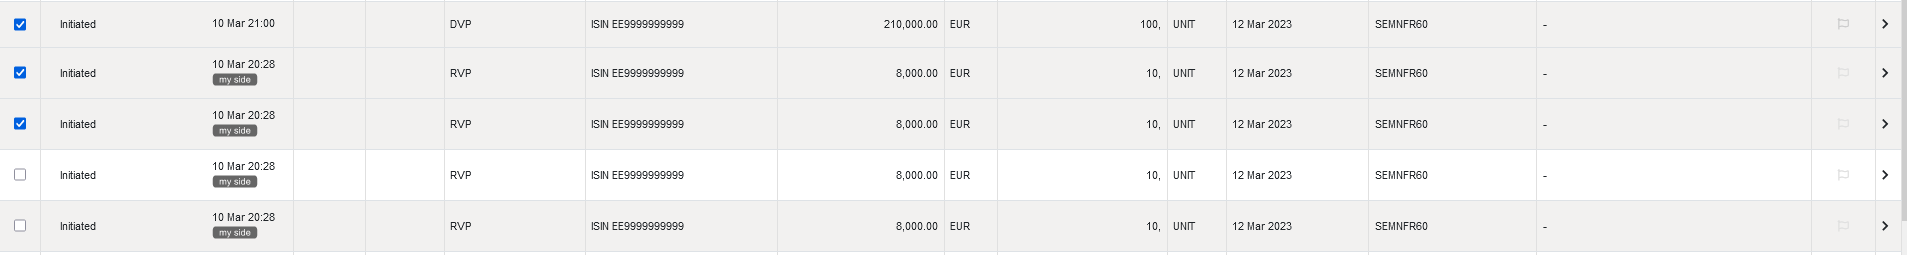 Initiated 10 Mar 21:00 DVP ISIN EE9999999999 210,000.00 EUR 100, UNIT 12 Mar 2023 SEMNFR60 -
Initiated 10 Mar 20:28 RVP ISIN EE9999999999 8,000.00 EUR 10, UNIT 12 Mar 2023 SEMNFR60 -
my side
Initiated 10 Mar 20:28 RVP ISIN EE9999999999 8,000.00 EUR 10, UNIT 12 Mar 2023 SEMNFR60 -
my side
Initiated 10 Mar 20:28 RVP ISIN EE9999999999 8,000.00 EUR 10, UNIT 12 Mar 2023 SEMNFR60 -
my side
Initiated 10 Mar 20:28 RVP ISIN EE9999999999 8,000.00 EUR 10, UNIT 12 Mar 2023 SEMNFR60 -
my side